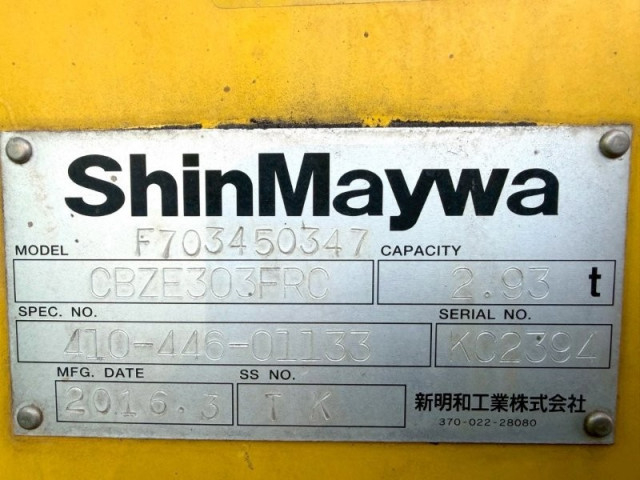 ShinMaywa
F703450347
MODEL CAPACITY
CBZE303FRC 2.93 t
SPEC. NO. SERIAL NO.
410-446-01133 KC2394
MFG. DATE SS NO.
2016.3 TK 新明和工業株式会社
370-022-28080